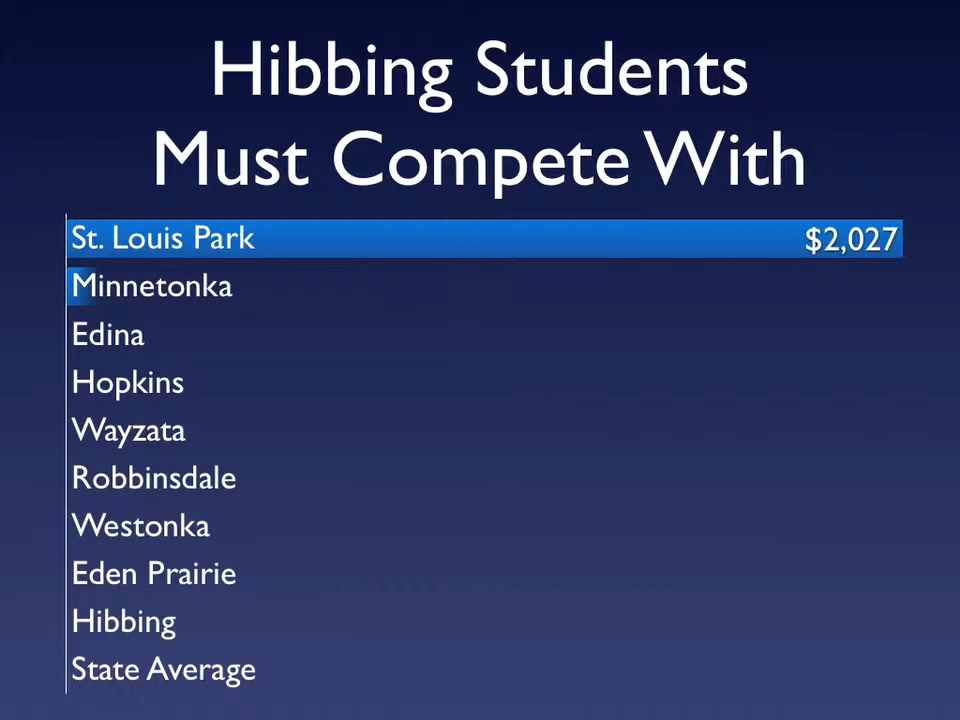 Hibbing Students
Must Compete With
St. Louis Park $2,027
Minnetonka
Edina
Hopkins
Wayzata
Robbinsdale
Westonka
Eden Prairie
Hibbing
State Average